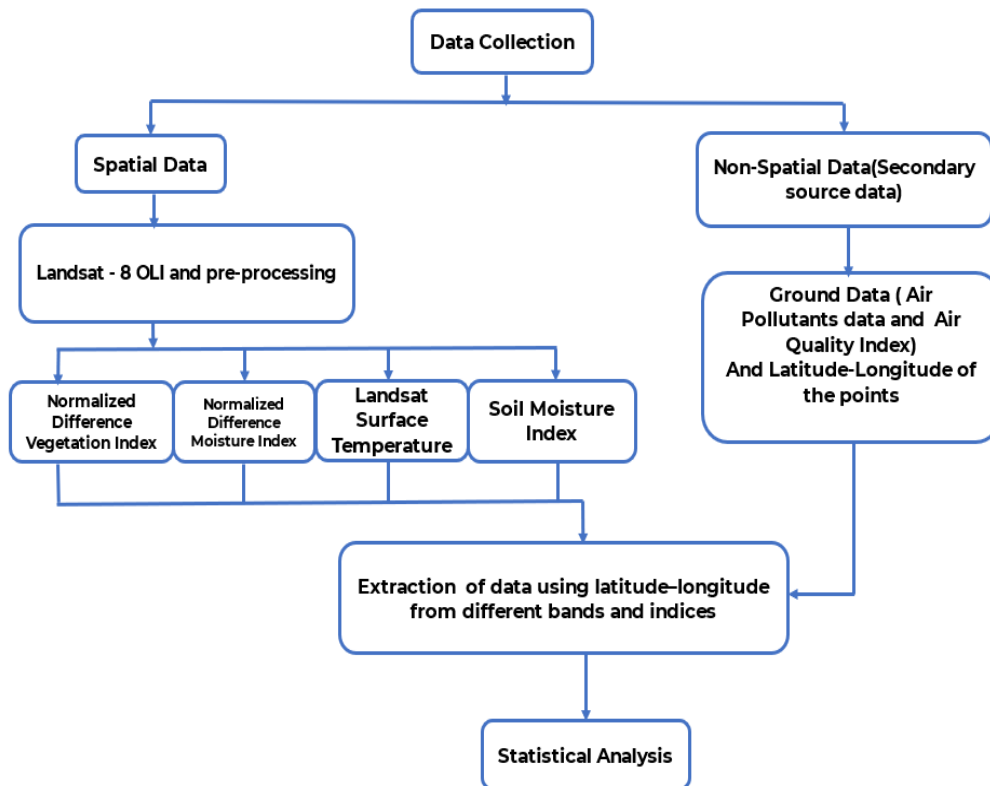 Data Collection
Spatial Data
Non-Spatial Data(Secondary
source data)
Landsat - 8 OLI and pre-processing
Ground Data ( Air
Pollutants data and Air
Quality Index)
And Latitude-Longitude of
the points
Normalized
Difference
Vegetation Index
Normalized
Difference
Moisture Index
Landsat
Surface
Temperature
Soil Moisture
Index
Extraction of data using latitude–longitude
from different bands and indices
Statistical Analysis